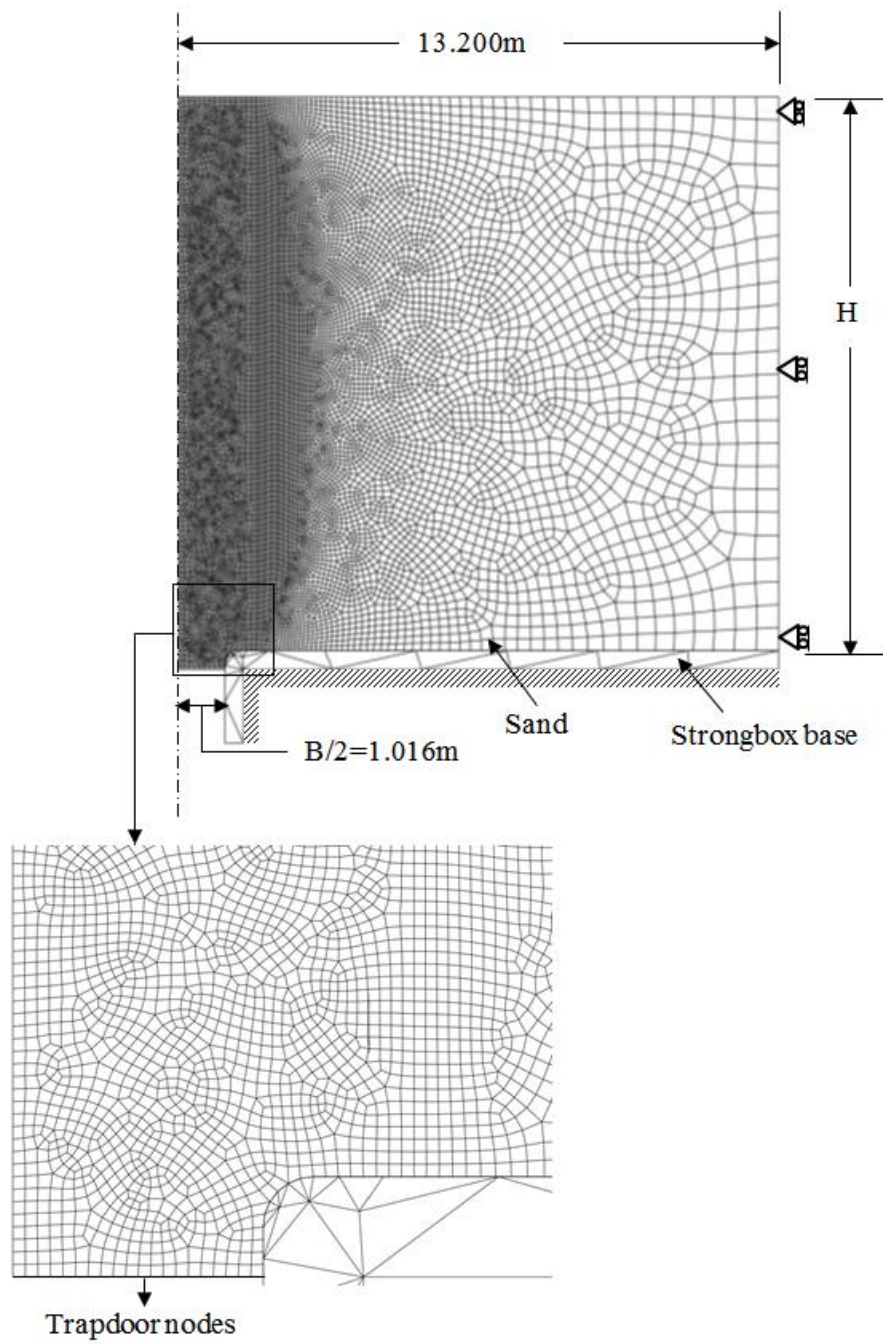 13.200m
H
Sand
Strongbox base
B/2=1.016m
Trapdoor nodes